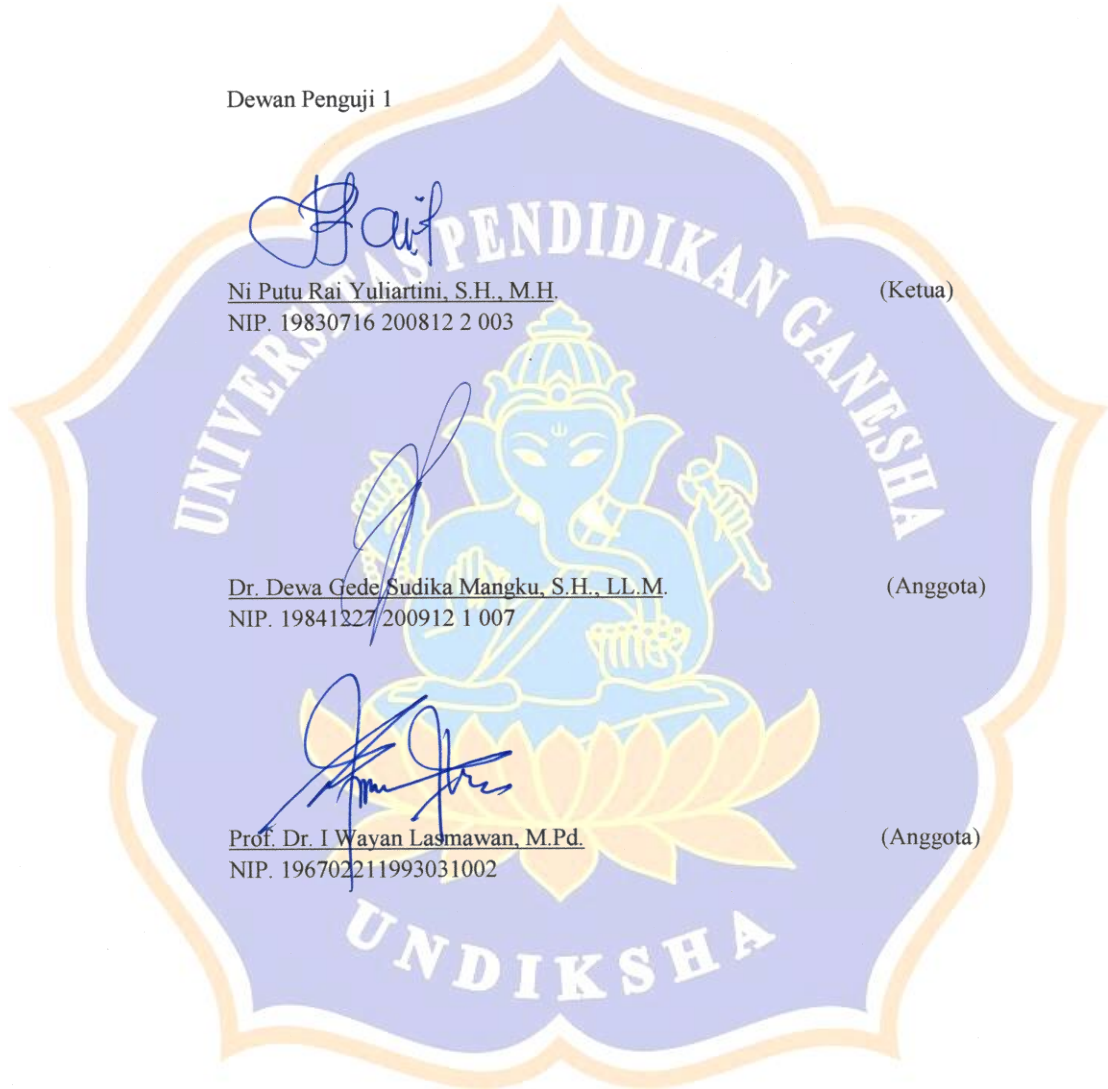 Dewan Penguji 1
UNIVERSITAS PENDIDIKAN GANESHA
Ni Putu Rai Yuliartini, S.H., M.H. (Ketua)
NIP. 19830716 200812 2 003
Dr. Dewa Gede Sudika Mangku, S.H., LL.M. (Anggota)
NIP. 19841227 200912 1 007
Prof. Dr. I Wayan Lasmawan, M.Pd. (Anggota)
NIP. 196702211993031002
UNDIKSHA